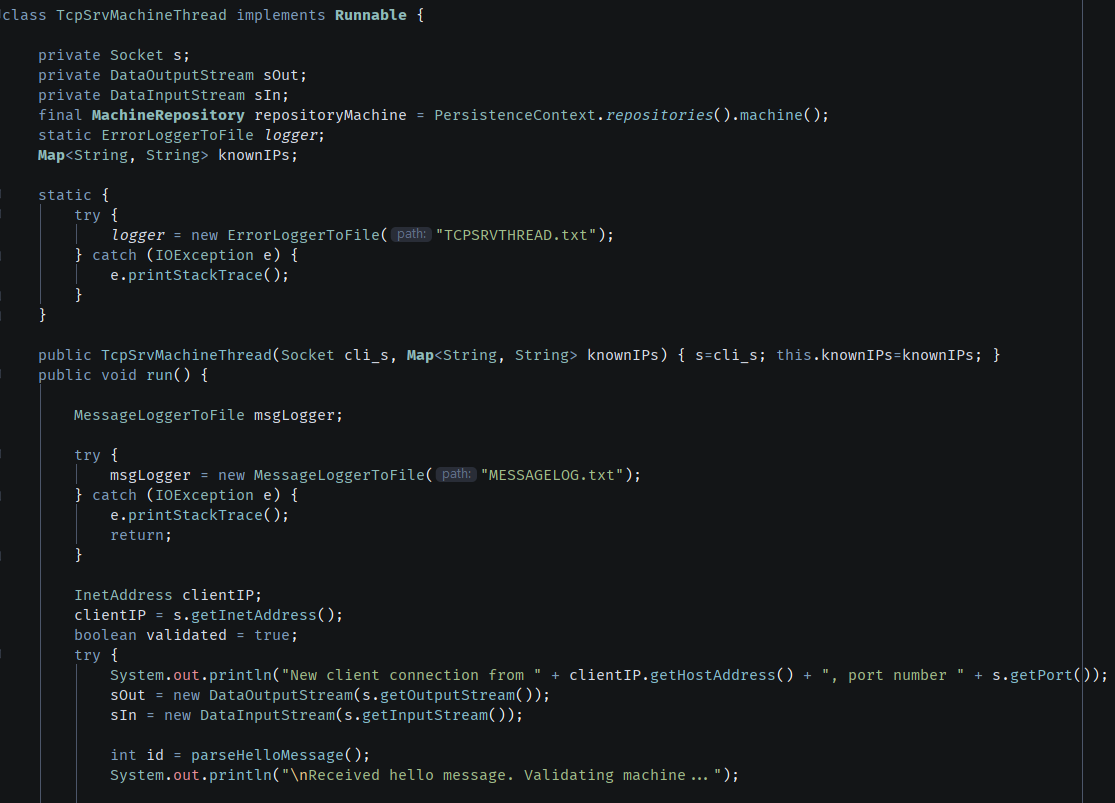 class TcpSrvMachineThread implements Runnable {
private Socket s;
private DataOutputStream sOut;
private DataInputStream sIn;
final MachineRepository repositoryMachine = PersistenceContext.repositories().machine();
static ErrorLoggerToFile logger;
Map<String, String> knownIPs;
static {
try {
logger = new ErrorLoggerToFile( path: "TCPSRVTHREAD.txt");
} catch (IOException e) {
e.printStackTrace();
}
}
public TcpSrvMachineThread(Socket cli_s, Map<String, String> knownIPs) { s=cli_s; this.knownIPs=knownIPs; }
public void run() {
MessageLoggerToFile msgLogger;
try {
msgLogger = new MessageLoggerToFile( path: "MESSAGELOG.txt");
} catch (IOException e) {
e.printStackTrace();
return;
}
InetAddress clientIP;
clientIP = s.getInetAddress();
boolean validated = true;
try {
System.out.println("New client connection from " + clientIP.getHostAddress() + ", port number " + s.getPort());
sOut = new DataOutputStream(s.getOutputStream());
sIn = new DataInputStream(s.getInputStream());
int id = parseHelloMessage();
System.out.println("\nReceived hello message. Validating machine...");